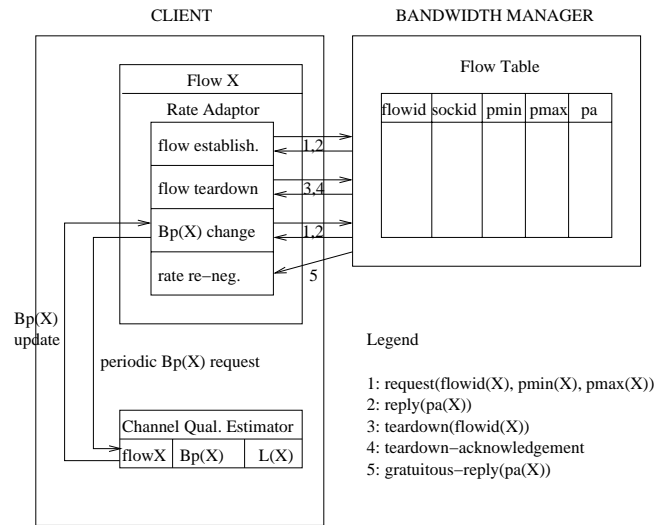 CLIENT
BANDWIDTH MANAGER
Flow X
Rate Adaptor
flow establish.
flow teardown
Bp(X) change
rate re−neg.
1,2
3,4
1,2
5
Flow Table
flowid sockid pmin pmax pa
Bp(X)
update
periodic Bp(X) request
Channel Qual. Estimator
flowX Bp(X) L(X)
Legend
1: request(flowid(X), pmin(X), pmax(X))
2: reply(pa(X))
3: teardown(flowid(X))
4: teardown−acknowledgement
5: gratuitous−reply(pa(X))